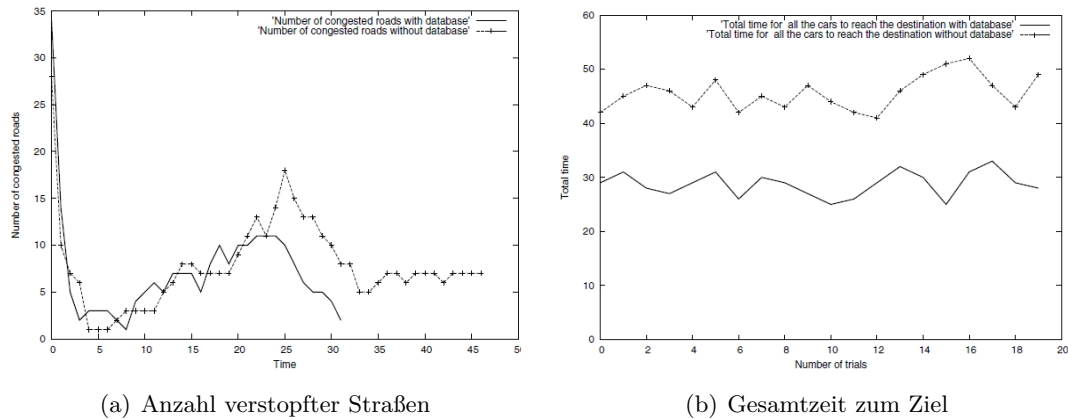 35
30
25
20
15
10
5
0
Number of congested roads
'Number of congested roads with database'
'Number of congested roads without database'
0 5 10 15 20 25 30 35 40 45 50
Time
(a) Anzahl verstopfter Straßen
60
50
40
30
20
10
0
Total time
'Total time for all the cars to reach the destination with database'
'Total time for all the cars to reach the destination without database'
0 2 4 6 8 10 12 14 16 18 20
Number of trials
(b) Gesamtzeit zum Ziel